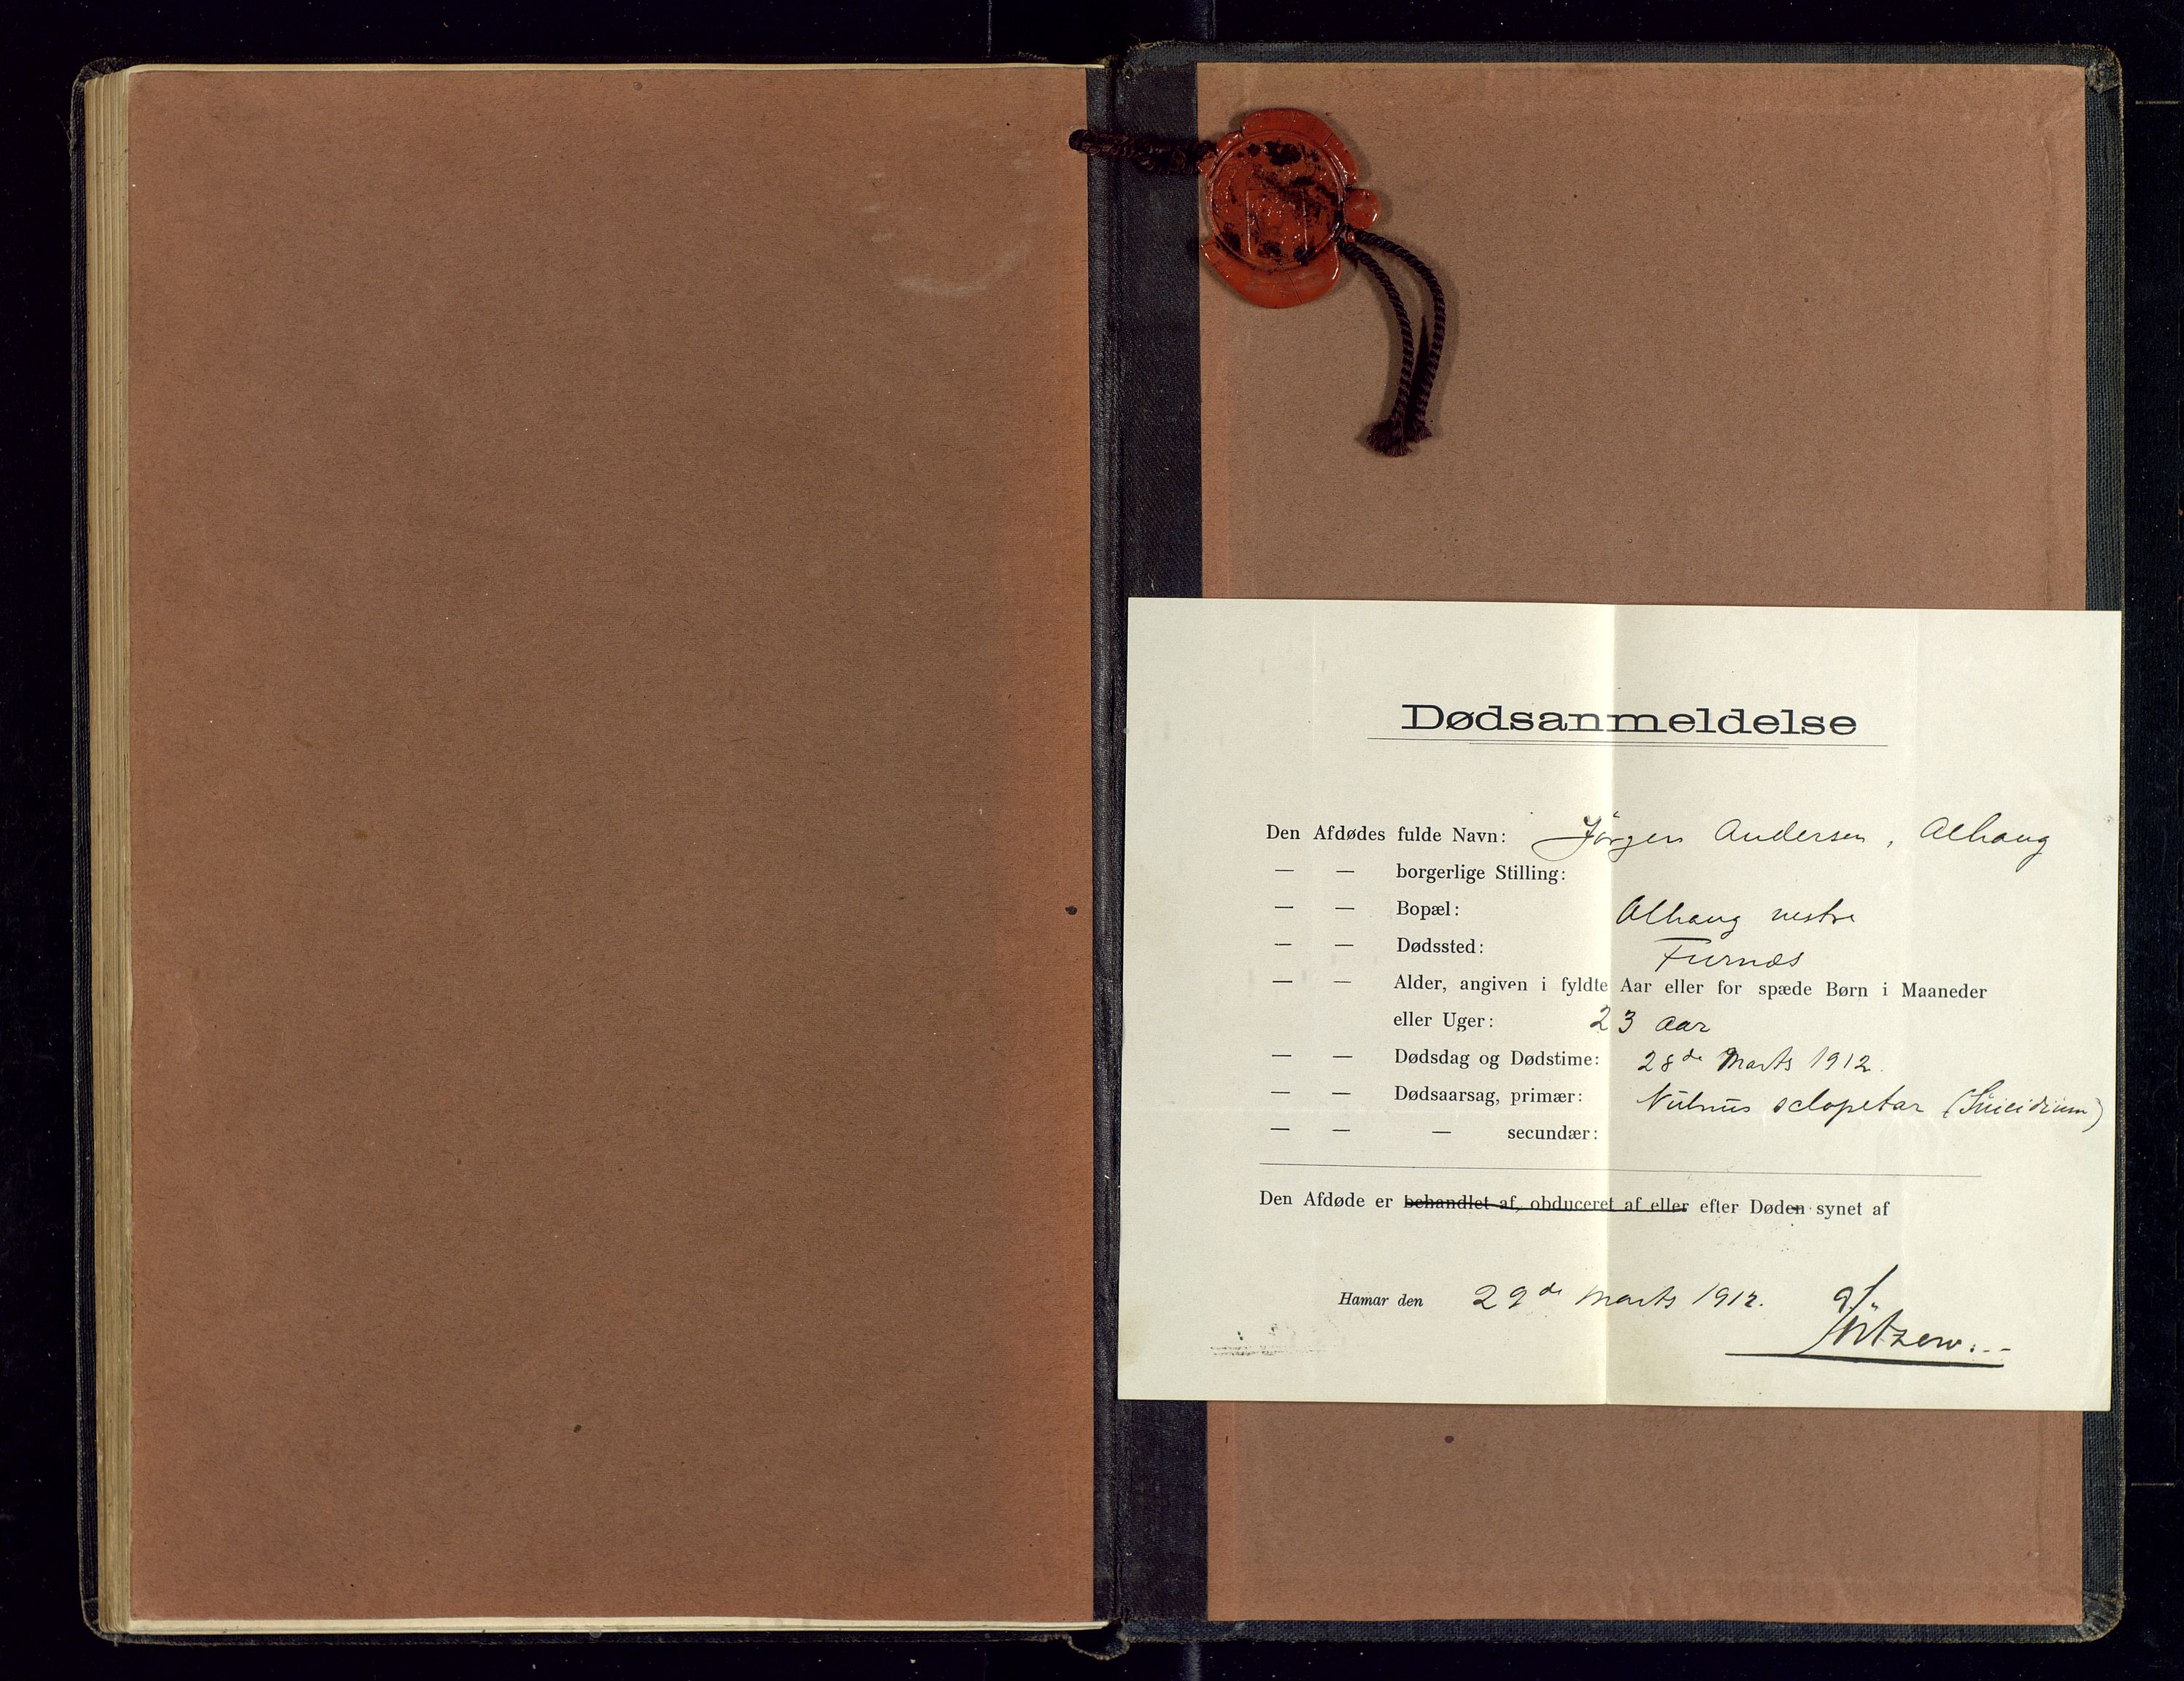 Dødsanmeldelse
Den Afdødes fulde Navn: Jörgen Andersen, Alhaug
— — borgerlige Stilling:
— — Bopæl: Alhaug vestre
— — Dødssted: Furnes
— — Alder, angiven i fyldte Aar eller for spæde Børn i Maaneder
eller Uger: 23 Aar
— — Dødsdag og Dødstime: 28de Marts 1912.
— — Dødsaarsag, primær: Vulnus sclopetar (Suicidium)
— — — secundær:
Den Afdøde er behandlet af, obduceret af eller efter Døden synet af
Hamar den 29de Marts 1912.